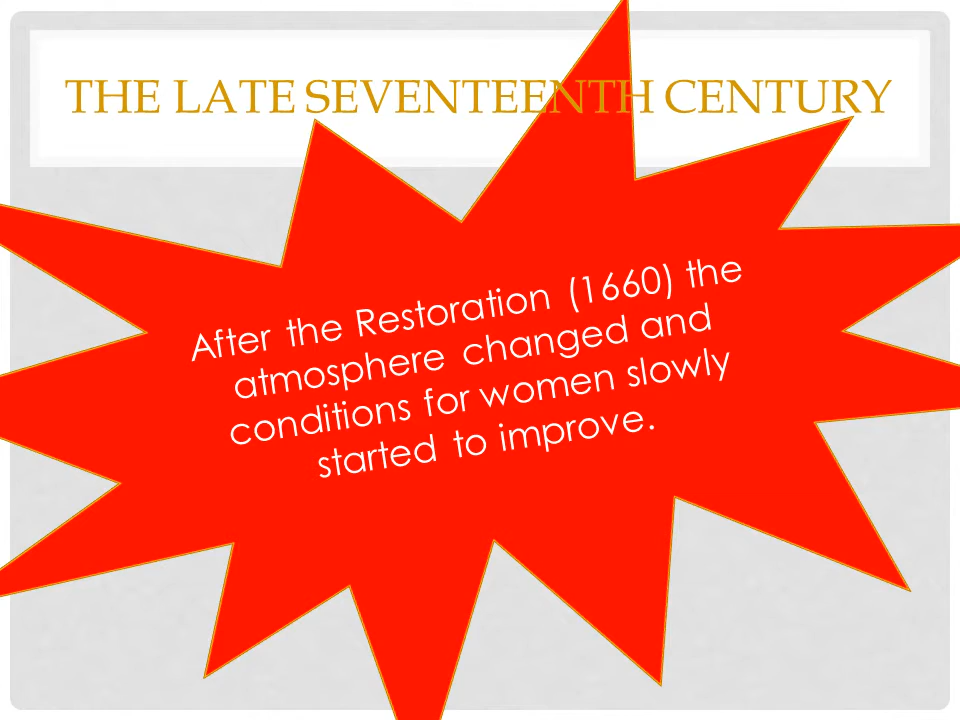 THE LATE SEVENTEENTH CENTURY
After the Restoration (1660) the
atmosphere changed and
conditions for women slowly
started to improve.